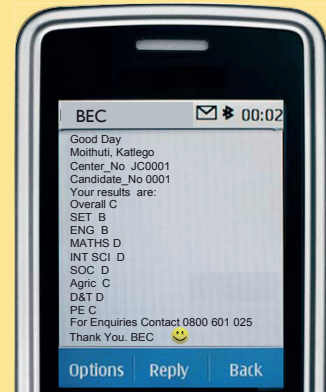 BEC 00:02
Good Day
Moithuti, Katlego
Center_No JC0001
Candidate_No 0001
Your results are:
Overall C
SET B
ENG B
MATHS D
INT SCI D
SOC D
Agric C
D&T D
PE C
For Enquiries Contact 0800 601 025
Thank You. BEC
Options Reply Back